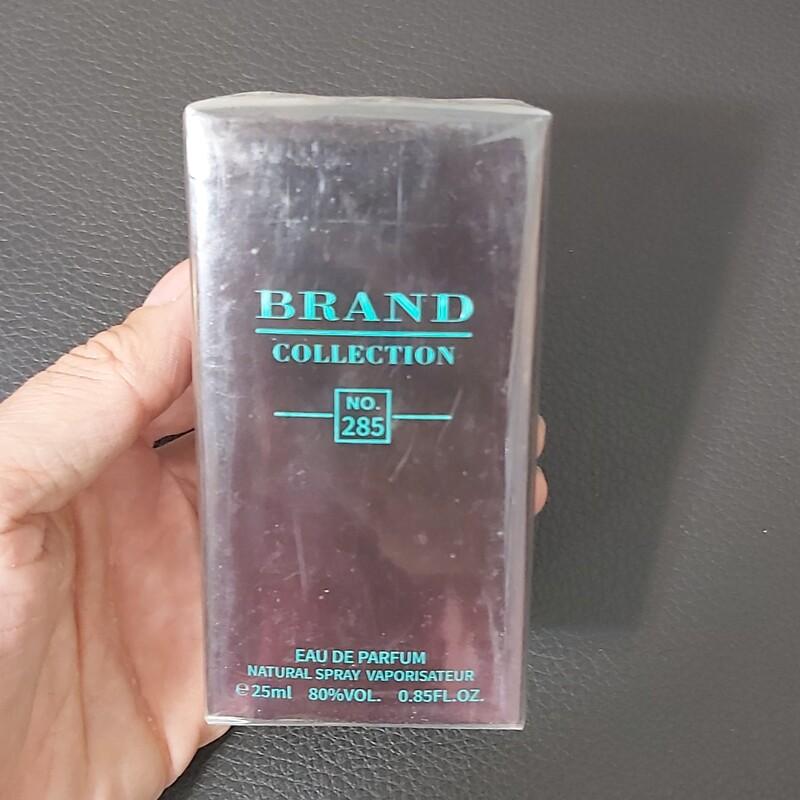 BRAND
COLLECTION
NO.
285
EAU DE PARFUM
NATURAL SPRAY VAPORISATEUR
℮25ml 80%VOL. 0.85FL.OZ.